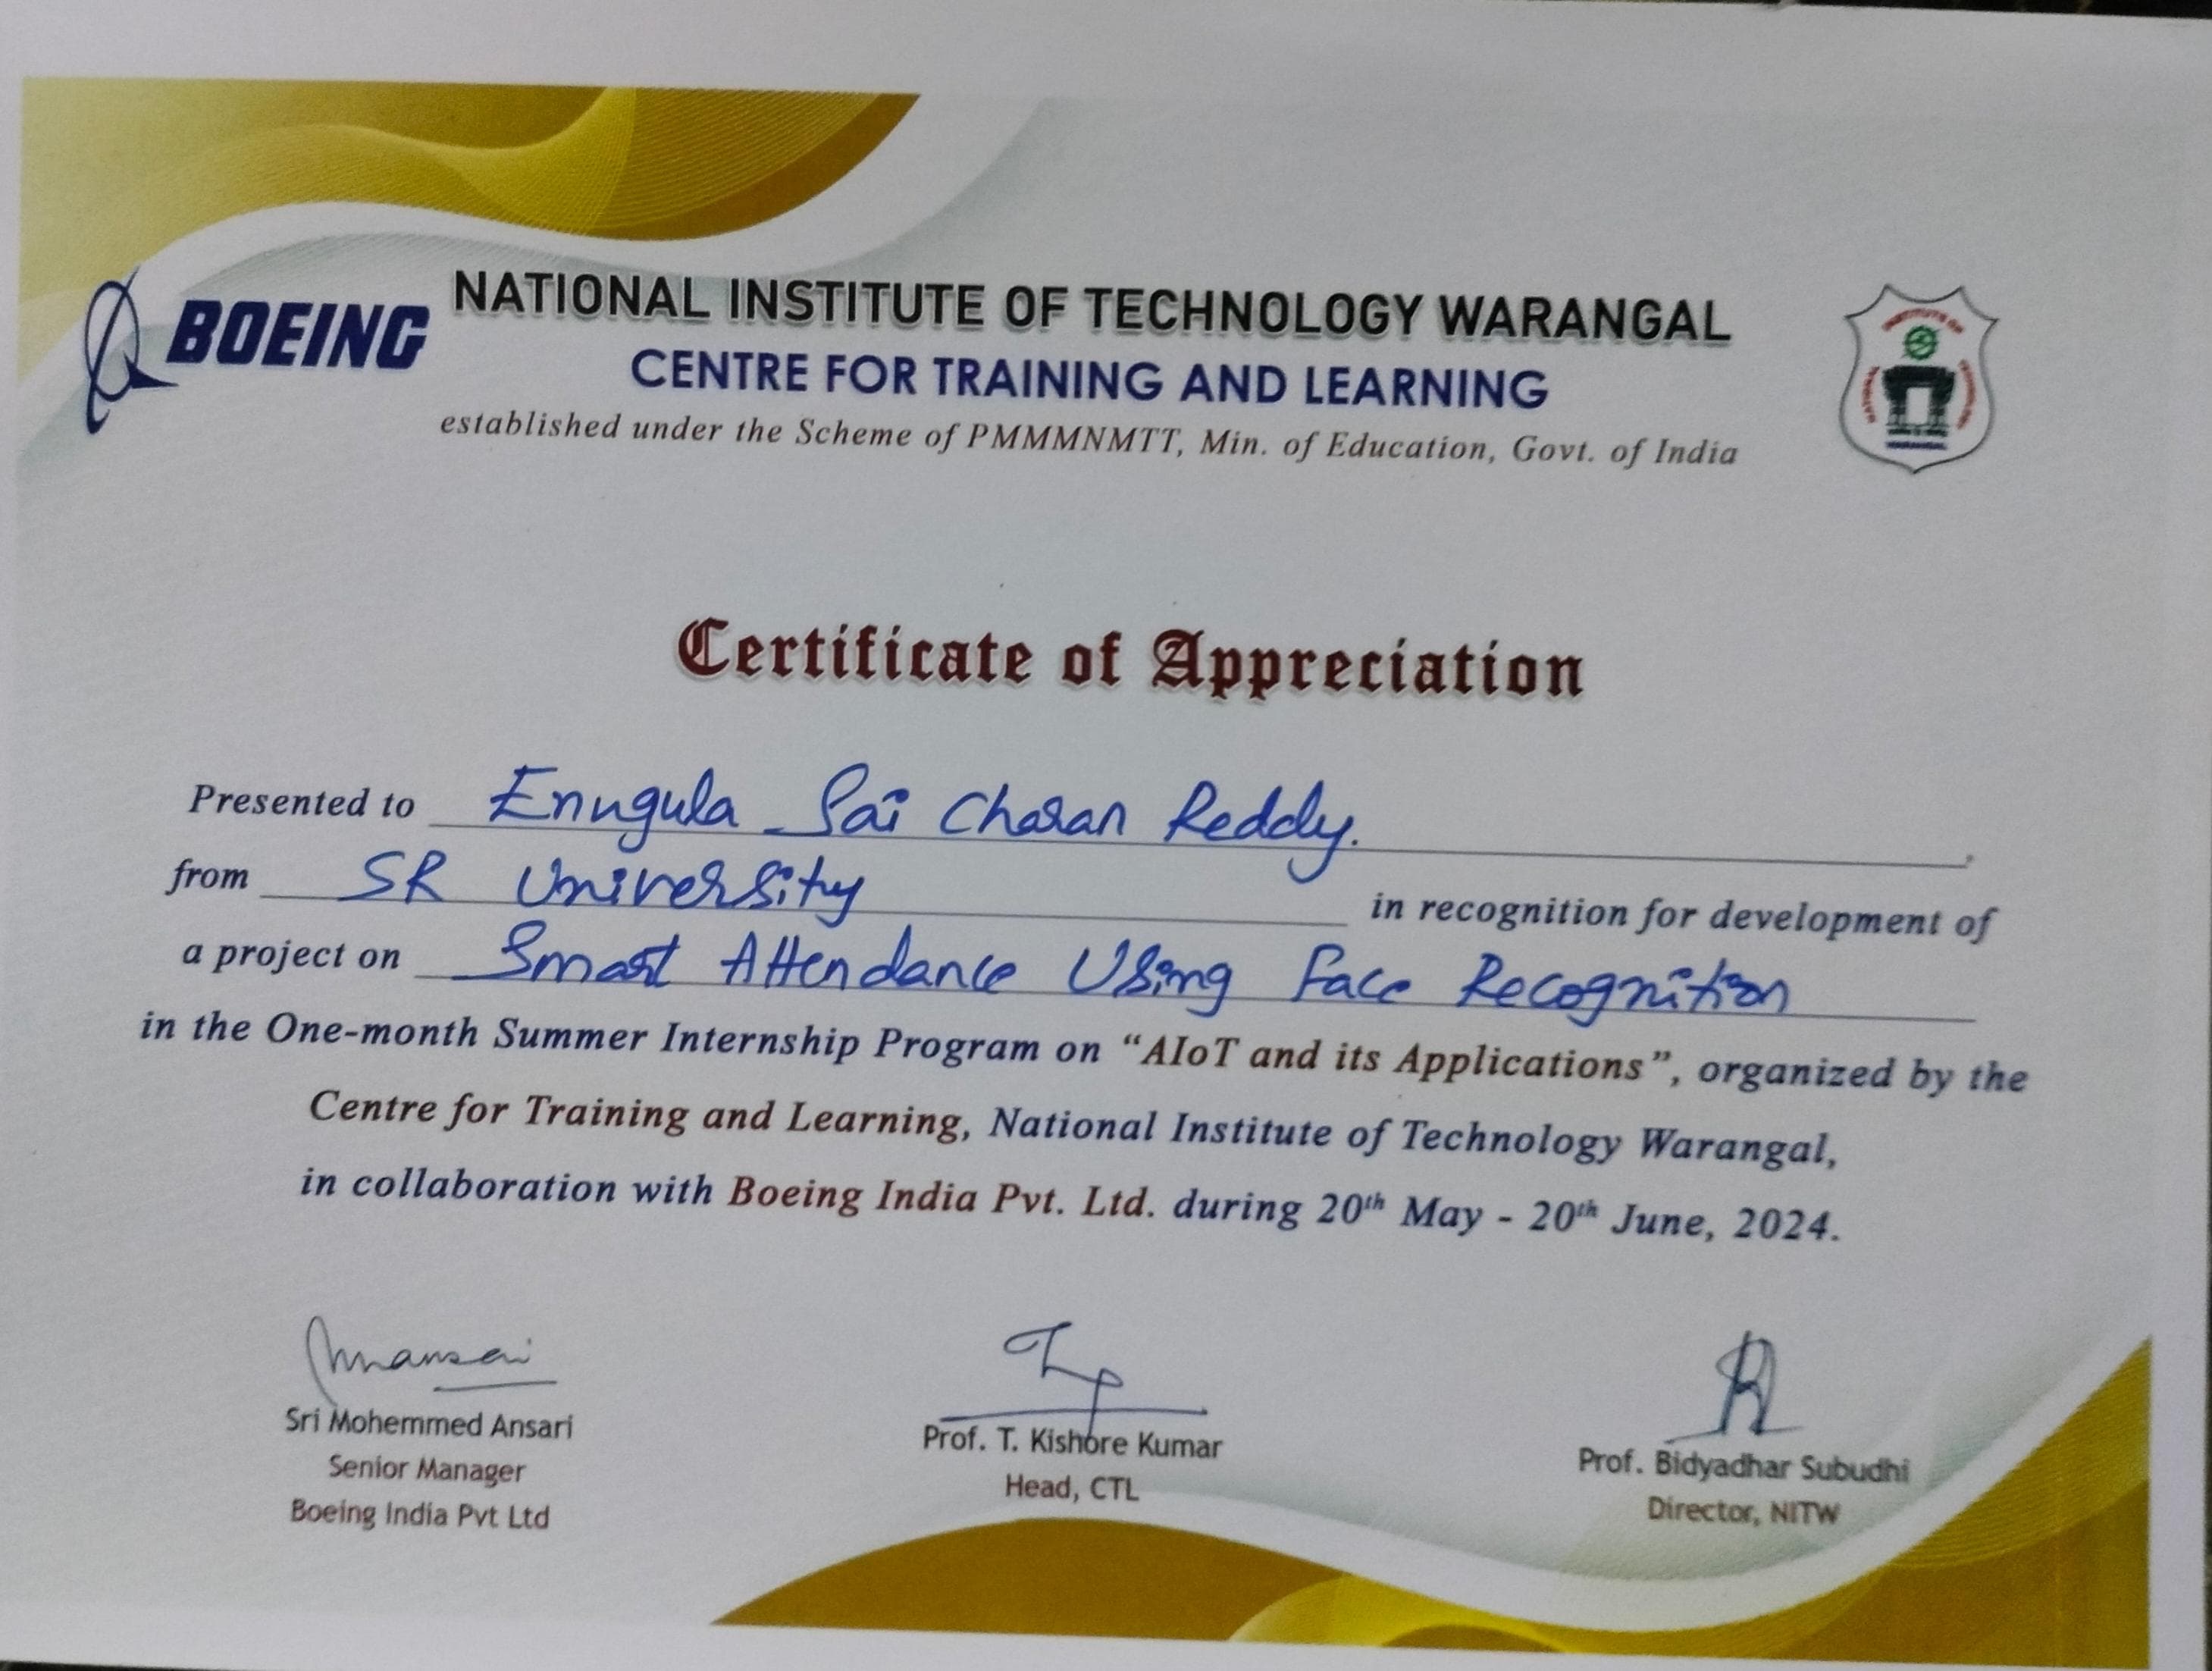 BOEING
NATIONAL INSTITUTE OF TECHNOLOGY WARANGAL
CENTRE FOR TRAINING AND LEARNING
established under the Scheme of PMMMNMTT, Min. of Education, Govt. of India
WARANGAL
Certificate of Appreciation
Presented to Enugula Sai Charan Reddy.
from SR University in recognition for development of
a project on Smart Attendance Using Face Recognition
in the One-month Summer Internship Program on “AIoT and its Applications”, organized by the
Centre for Training and Learning, National Institute of Technology Warangal,
in collaboration with Boeing India Pvt. Ltd. during 20th May - 20th June, 2024.
Sri Mohemmed Ansari
Senior Manager
Boeing India Pvt Ltd
Prof. T. Kishore Kumar
Head, CTL
Prof. Bidyadhar Subudhi
Director, NITW